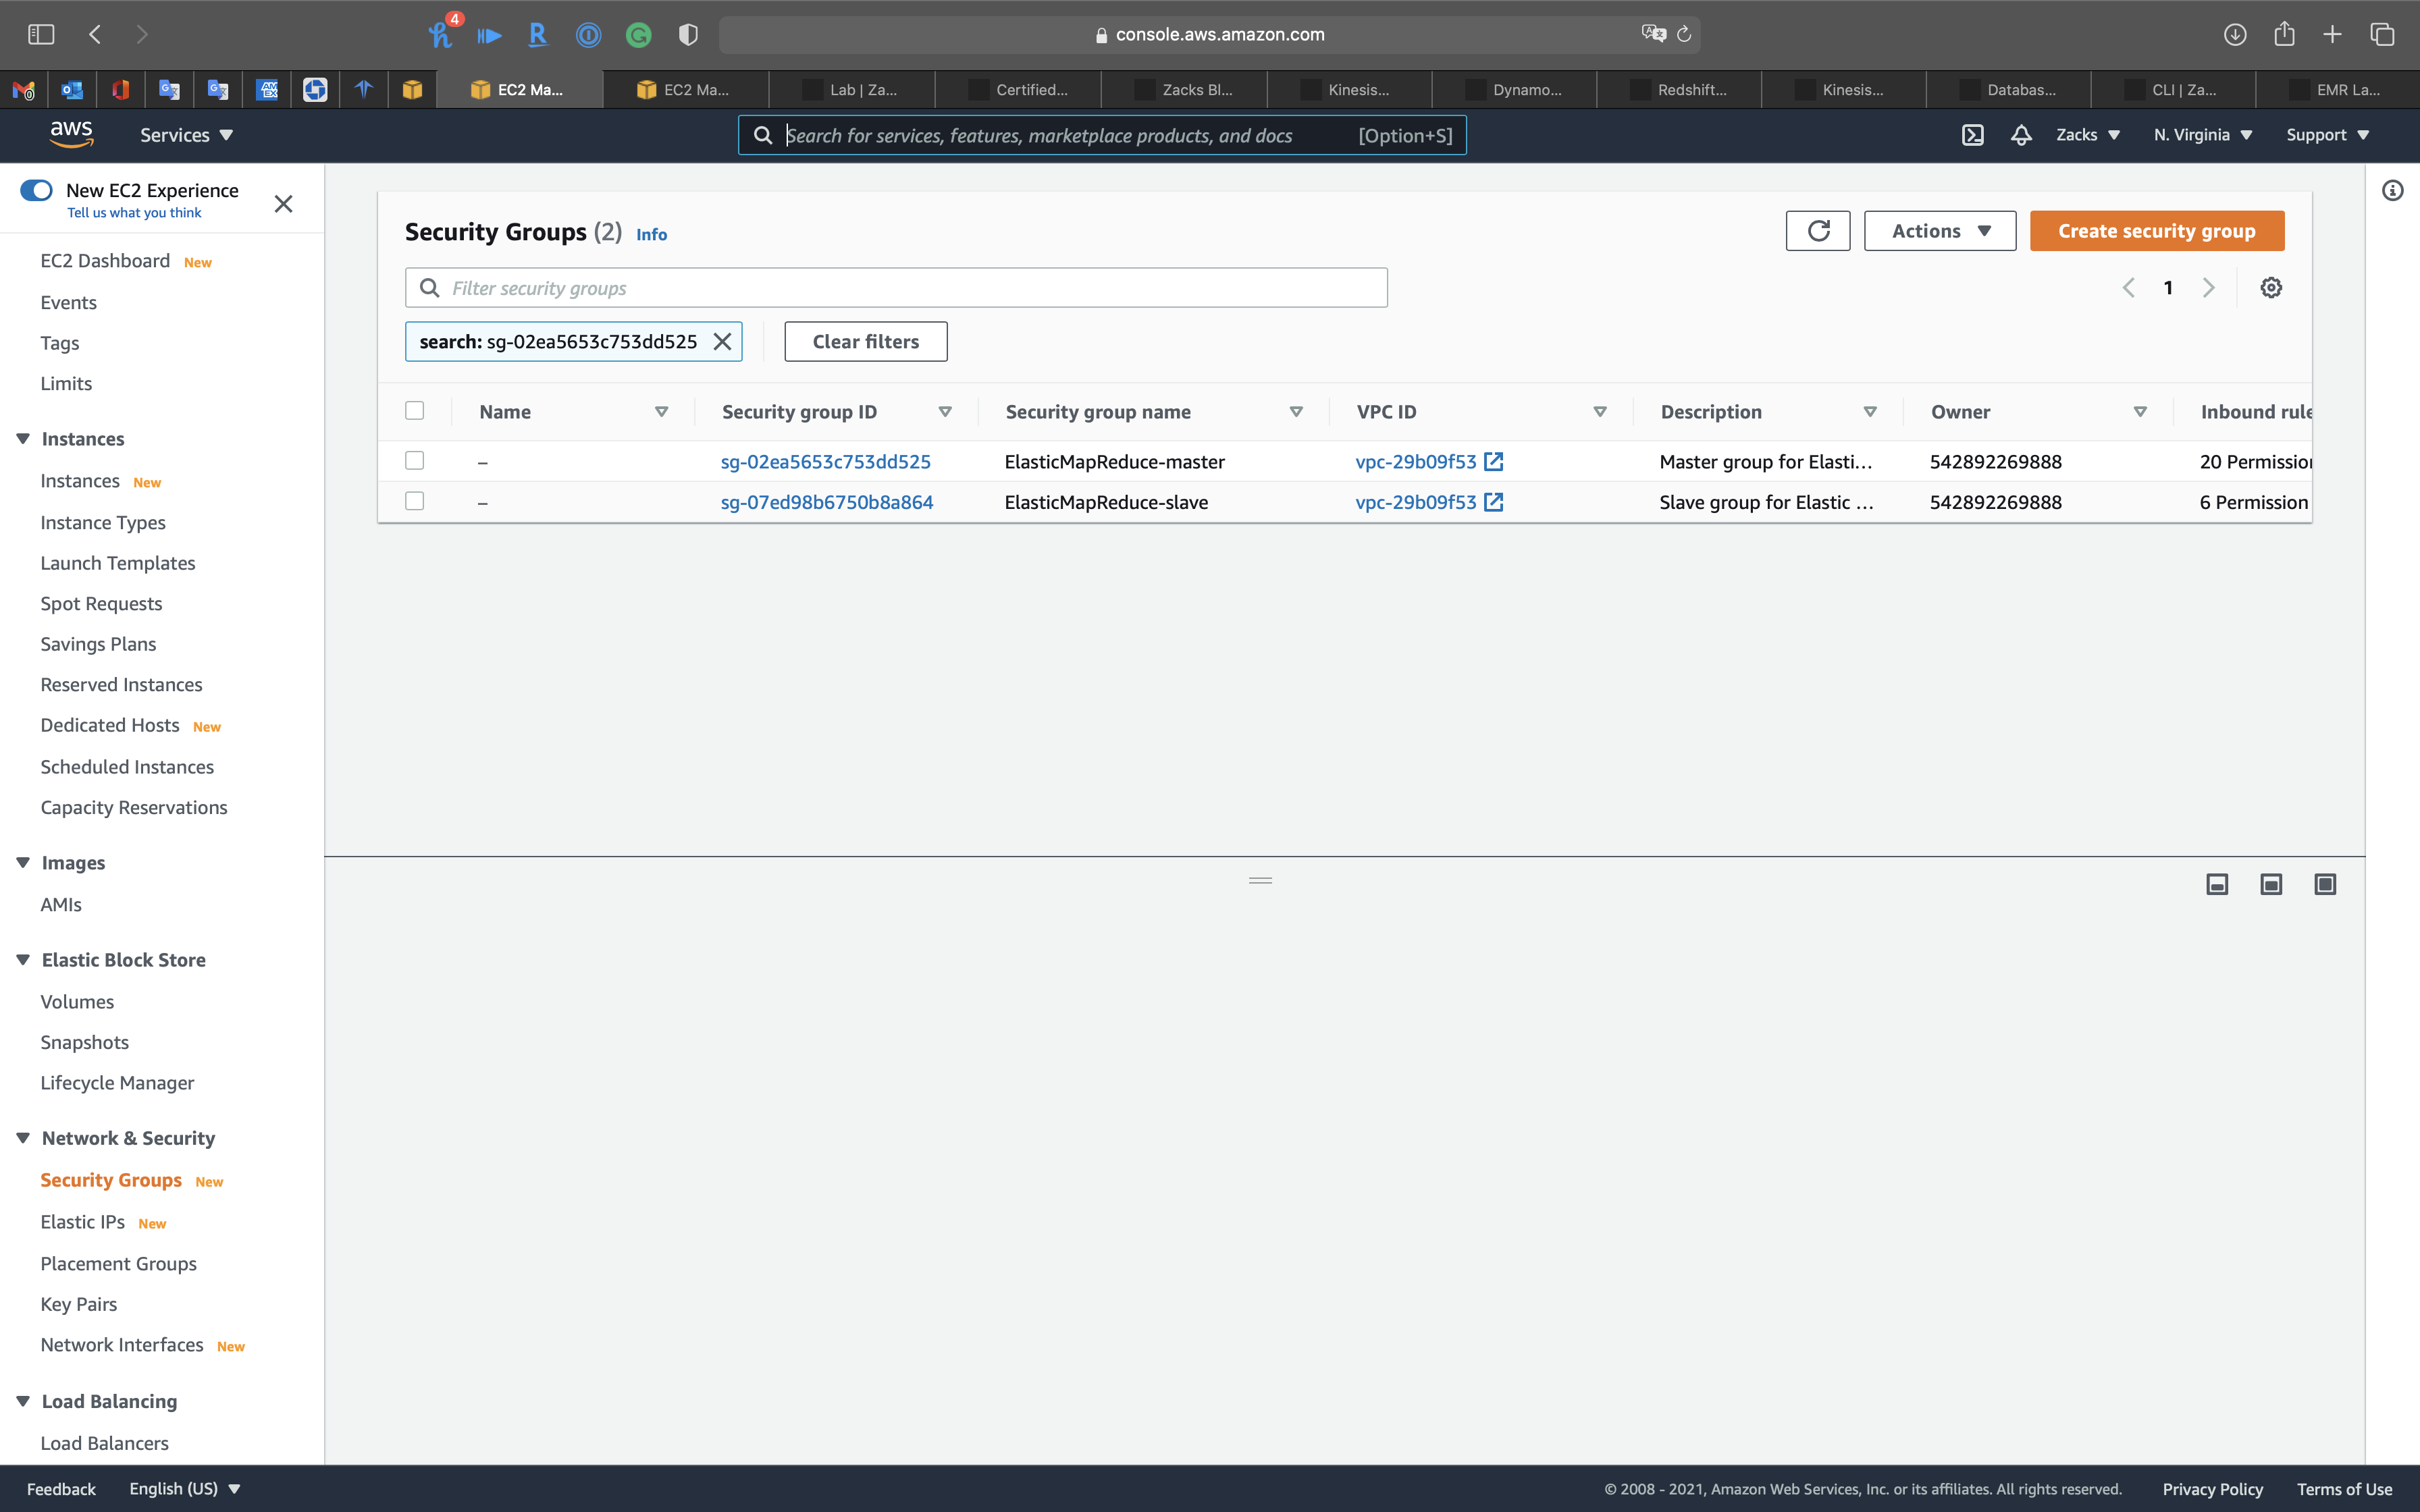 4
console.aws.amazon.com
EC2 Ma...
EC2 Ma...
Lab | Za...
Certified...
Zacks Bl...
Kinesis...
Dynamo...
Redshift...
Kinesis...
Databas...
CLI | Za...
EMR La...
aws
Services
Search for services, features, marketplace products, and docs
[Option+S]
Zacks
N. Virginia
Support
New EC2 Experience
Tell us what you think
EC2 Dashboard New
Events
Tags
Limits
Instances
Instances New
Instance Types
Launch Templates
Spot Requests
Savings Plans
Reserved Instances
Dedicated Hosts New
Scheduled Instances
Capacity Reservations
Images
AMIs
Elastic Block Store
Volumes
Snapshots
Lifecycle Manager
Network & Security
Security Groups New
Elastic IPs New
Placement Groups
Key Pairs
Network Interfaces New
Load Balancing
Load Balancers
Security Groups (2) Info
Actions
Create security group
Filter security groups
1
search: sg-02ea5653c753dd525
Clear filters
Name Security group ID Security group name VPC ID Description Owner Inbound rule
– sg-02ea5653c753dd525 ElasticMapReduce-master vpc-29b09f53 Master group for Elasti... 542892269888 20 Permission
– sg-07ed98b6750b8a864 ElasticMapReduce-slave vpc-29b09f53 Slave group for Elastic ... 542892269888 6 Permission
Feedback
English (US)
© 2008 - 2021, Amazon Web Services, Inc. or its affiliates. All rights reserved.
Privacy Policy
Terms of Use